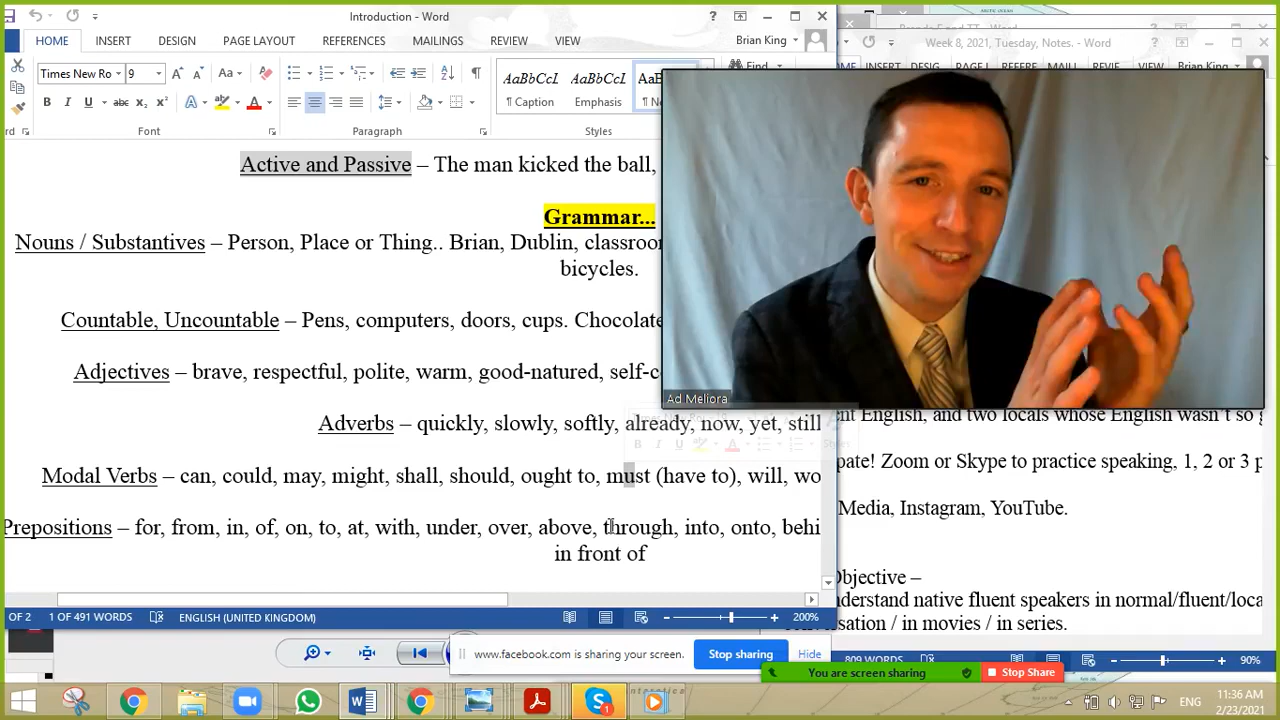 Introduction - Word
HOME INSERT DESIGN PAGE LAYOUT REFERENCES MAILINGS REVIEW VIEW
Brian King
Times New Ro 9
AaBbCcL AaBbCcL
¶ Caption Emphasis
Find
Font Paragraph Styles
Active and Passive – The man kicked the ball,
Grammar...
Nouns / Substantives – Person, Place or Thing.. Brian, Dublin, classroo
bicycles.
Countable, Uncountable – Pens, computers, doors, cups. Chocolate
Adjectives – brave, respectful, polite, warm, good-natured, self-c
Adverbs – quickly, slowly, softly, already, now, yet, still
Modal Verbs – can, could, may, might, shall, should, ought to, must (have to), will, wo
Prepositions – for, from, in, of, on, to, at, with, under, over, above, through, into, onto, behi
in front of
OF 2 1 OF 491 WORDS ENGLISH (UNITED KINGDOM) 200%
Week 8, 2021, Tuesday, Notes. - Word
Brian King
Ad Meliora
nt English, and two locals whose English wasn't so g
pate! Zoom or Skype to practice speaking, 1, 2 or 3 p
Media, Instagram, YouTube.
Objective –
nderstand native fluent speakers in normal/fluent/loca
conversation / in movies / in series.
809 WORDS 90%
www.facebook.com is sharing your screen. Stop sharing Hide
You are screen sharing Stop Share
ENG
11:36 AM
2/23/2021